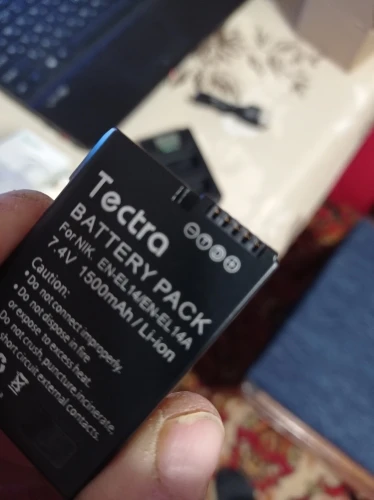 Tectra
BATTERY PACK
For NIK. EN-EL14/EN-EL14A
7.4V 1500mAh/Li-ion
Caution:
• Do not connect improperly.
• Do not dispose in fire
or expose to excess heat.
Do not crush, puncture, incinerate,
short circuit external contacts.